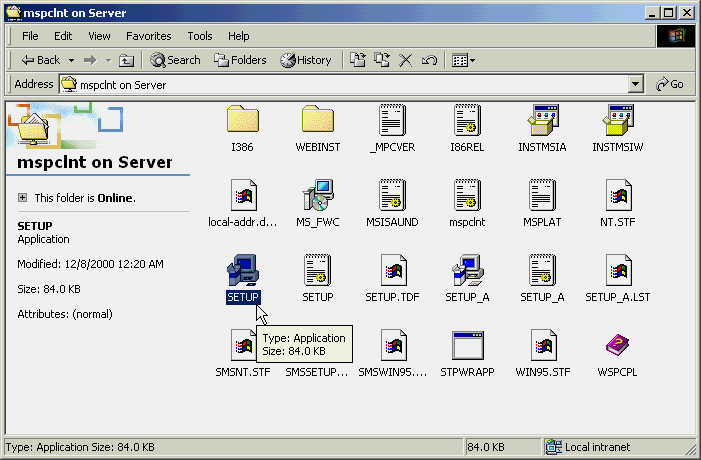 mspclnt on Server
File Edit View Favorites Tools Help
Back Search Folders History
Address mspclnt on Server Go
mspclnt on Server
This folder is Online.
SETUP
Application
Modified: 12/8/2000 12:20 AM
Size: 84.0 KB
Attributes: (normal)
I386 WEBINST _MPCVER I86REL INSTMSIA INSTMSIW
local-addr.d... MS_FWC MSISAUND mspclnt MSPLAT NT.STF
SETUP SETUP SETUP.TDF SETUP_A SETUP_A SETUP_A.LST
Type: Application
Size: 84.0 KB
SMSNT.STF SMSSETUP... SMSWIN95.... STPWRAPP WIN95.STF WSPCPL
Type: Application Size: 84.0 KB 84.0 KB Local intranet